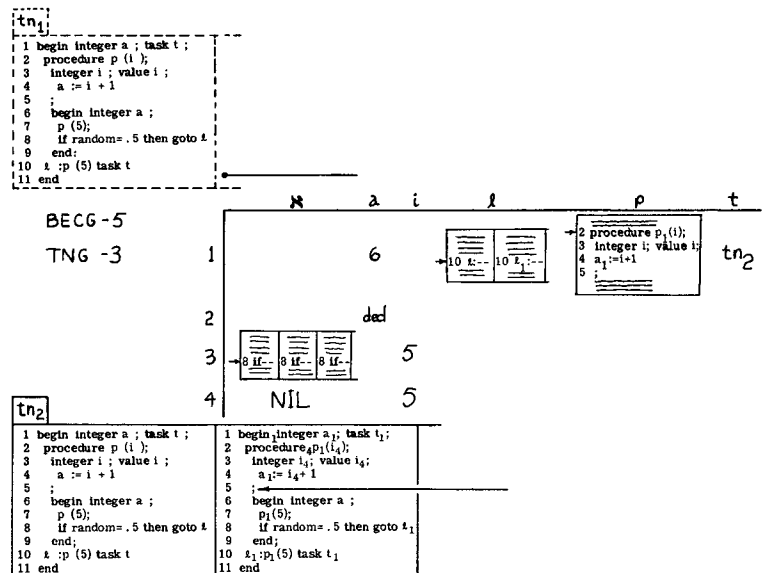 tn1
1 begin integer a ; task t ;
2 procedure p (i );
3 integer i ; value i ;
4 a := i + 1
5 ;
6 begin integer a ;
7 p (5);
8 if random= . 5 then goto ℓ
9 end:
10 ℓ :p (5) task t
11 end
א a i ℓ p t
BECG -5
TNG -3
1 6 tn2
10 ℓ:-- 10 ℓ1:--
2 procedure p1(i);
3 integer i; value i;
4 a1:=i+1
5 ;
2 ded
3 5
8 if-- 8 if-- 8 if--
4 NIL 5
tn2
1 begin integer a ; task t ;
2 procedure p (i );
3 integer i ; value i ;
4 a := i + 1
5 ;
6 begin integer a ;
7 p (5);
8 if random= . 5 then goto ℓ
9 end;
10 ℓ :p (5) task t
11 end
1 begin1integer a1; task t1;
2 procedure4p1(i4);
3 integer i4; value i4;
4 a1:= i4+ 1
5 ;
6 begin integer a ;
7 p1(5);
8 if random= . 5 then goto ℓ1
9 end;
10 ℓ1:p1(5) task t1
11 end